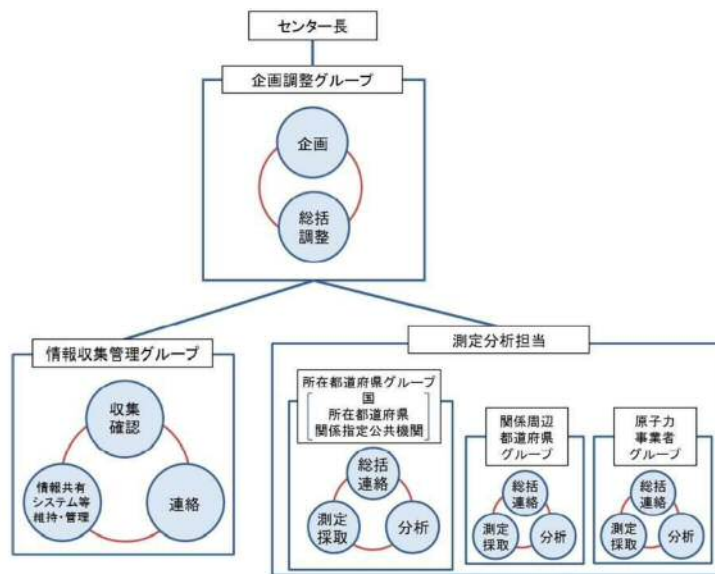 センター長
企画調整グループ
企画
総括
調整
情報収集管理グループ
収集
確認
情報共有
システム等
維持・管理
連絡
測定分析担当
所在都道府県グループ
国
所在都道府県
関係指定公共機関
総括
連絡
測定
採取
分析
関係周辺
都道府県
グループ
総括
連絡
測定
採取
分析
原子力
事業者
グループ
総括
連絡
測定
採取
分析